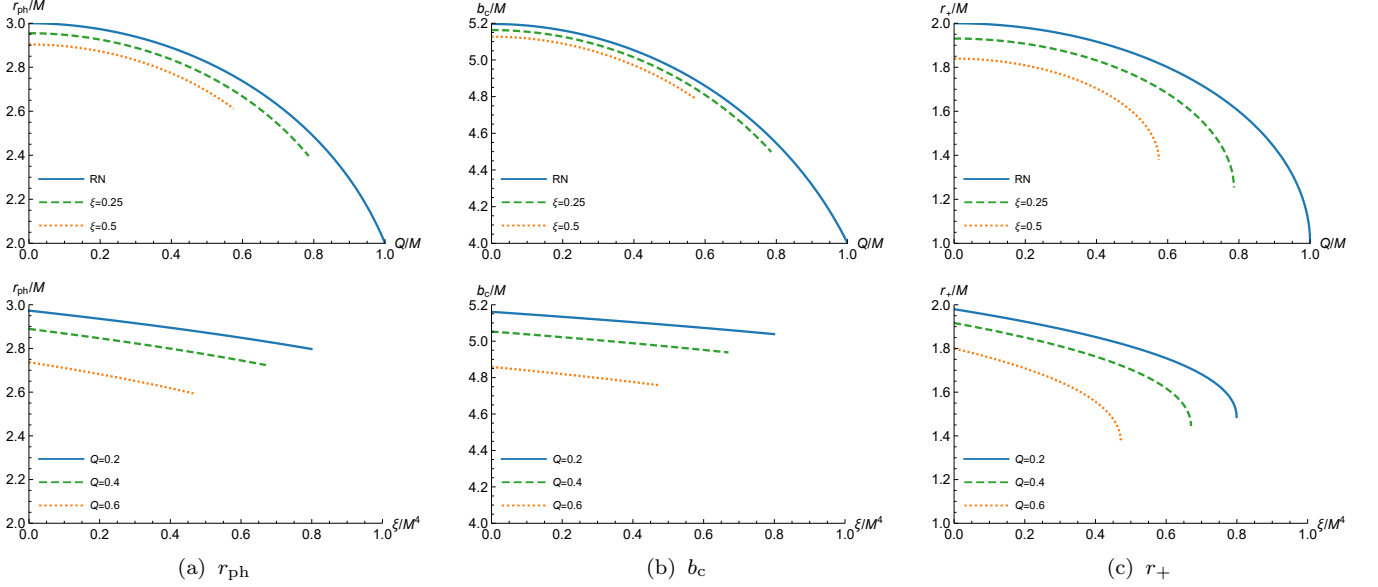 r_ph/M
3.0
2.8
2.6
2.4
2.2
2.0
0.0 0.2 0.4 0.6 0.8 1.0
Q/M
RN
ξ=0.25
ξ=0.5
b_c/M
5.2
5.0
4.8
4.6
4.4
4.2
4.0
0.0 0.2 0.4 0.6 0.8 1.0
Q/M
RN
ξ=0.25
ξ=0.5
r_+/M
2.0
1.8
1.6
1.4
1.2
1.0
0.0 0.2 0.4 0.6 0.8 1.0
Q/M
RN
ξ=0.25
ξ=0.5
r_ph/M
3.0
2.8
2.6
2.4
2.2
2.0
0.0 0.2 0.4 0.6 0.8 1.0
ξ/M⁴
Q=0.2
Q=0.4
Q=0.6
b_c/M
5.2
5.0
4.8
4.6
4.4
4.2
4.0
0.0 0.2 0.4 0.6 0.8 1.0
ξ/M⁴
Q=0.2
Q=0.4
Q=0.6
r_+/M
2.0
1.8
1.6
1.4
1.2
1.0
0.0 0.2 0.4 0.6 0.8 1.0
ξ/M⁴
Q=0.2
Q=0.4
Q=0.6
(a) r_ph
(b) b_c
(c) r_+